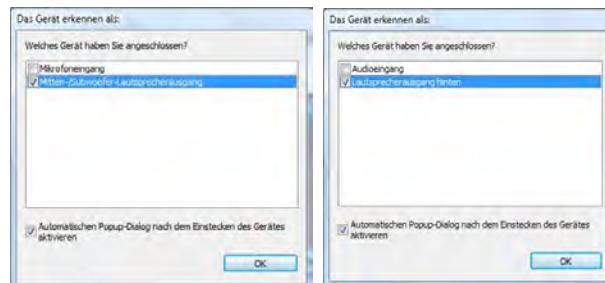 Das Gerät erkennen als:
Welches Gerät haben Sie angeschlossen?
Mikrofoneingang
Mitten-/Subwoofer-Lautsprecherausgang
Automatischen Popup-Dialog nach dem Einstecken des Gerätes
aktivieren
OK
Das Gerät erkennen als:
Welches Gerät haben Sie angeschlossen?
Audioeingang
Lautsprecherausgang hinten
Automatischen Popup-Dialog nach dem Einstecken des Gerätes
aktivieren
OK